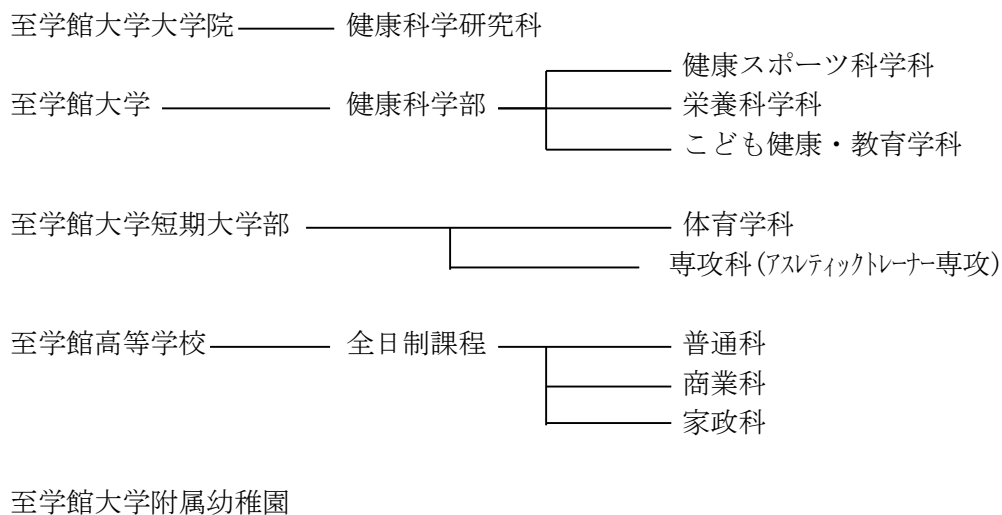 至学館大学大学院 健康科学研究科
健康スポーツ科学科
至学館大学 健康科学部 栄養科学科
こども健康・教育学科
至学館大学短期大学部 体育学科
専攻科(ｱｽﾚﾃｨｯｸﾄﾚｰﾅｰ専攻)
至学館高等学校 全日制課程 普通科
商業科
家政科
至学館大学附属幼稚園